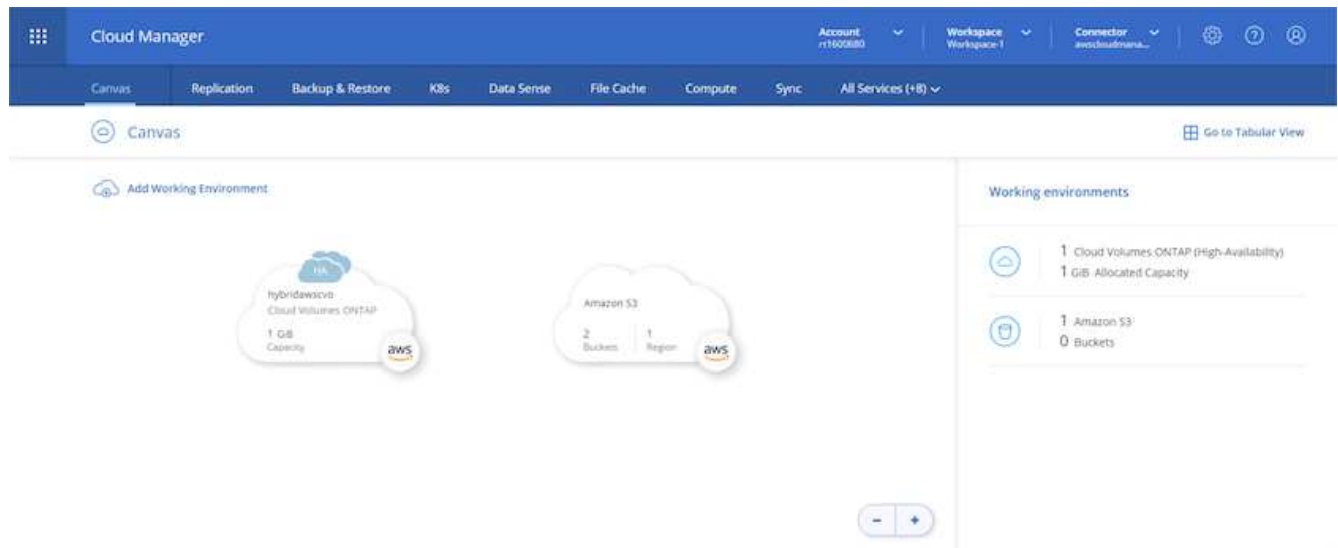 Cloud Manager
Account
rt1600680
Workspace
Workspace-1
Connector
awscloudmana...
Canvas
Replication
Backup & Restore
K8s
Data Sense
File Cache
Compute
Sync
All Services (+8)
Canvas
Go to Tabular View
Add Working Environment
HA
hybridawscvo
Cloud Volumes ONTAP
1 GiB
Capacity
aws
Amazon S3
2
Buckets
1
Region
aws
Working environments
1 Cloud Volumes ONTAP (High-Availability)
1 GiB Allocated Capacity
1 Amazon S3
0 Buckets